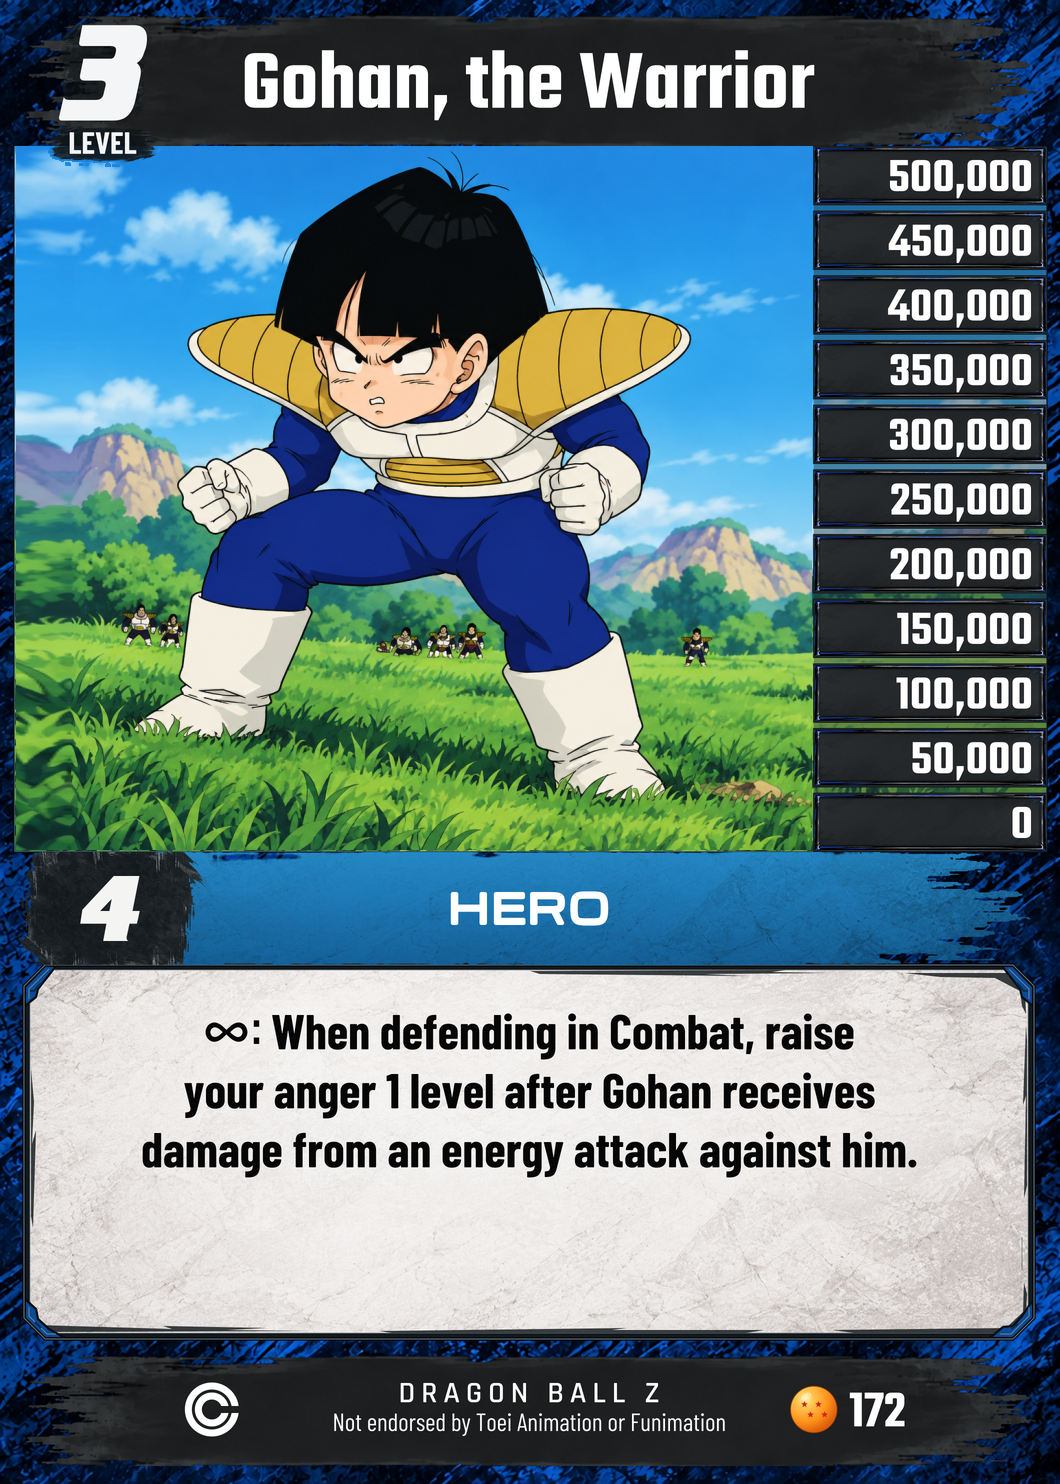 3
LEVEL
Gohan, the Warrior
500,000
450,000
400,000
350,000
300,000
250,000
200,000
150,000
100,000
50,000
0
4
HERO
∞: When defending in Combat, raise
your anger 1 level after Gohan receives
damage from an energy attack against him.
DRAGON BALL Z
Not endorsed by Toei Animation or Funimation
172